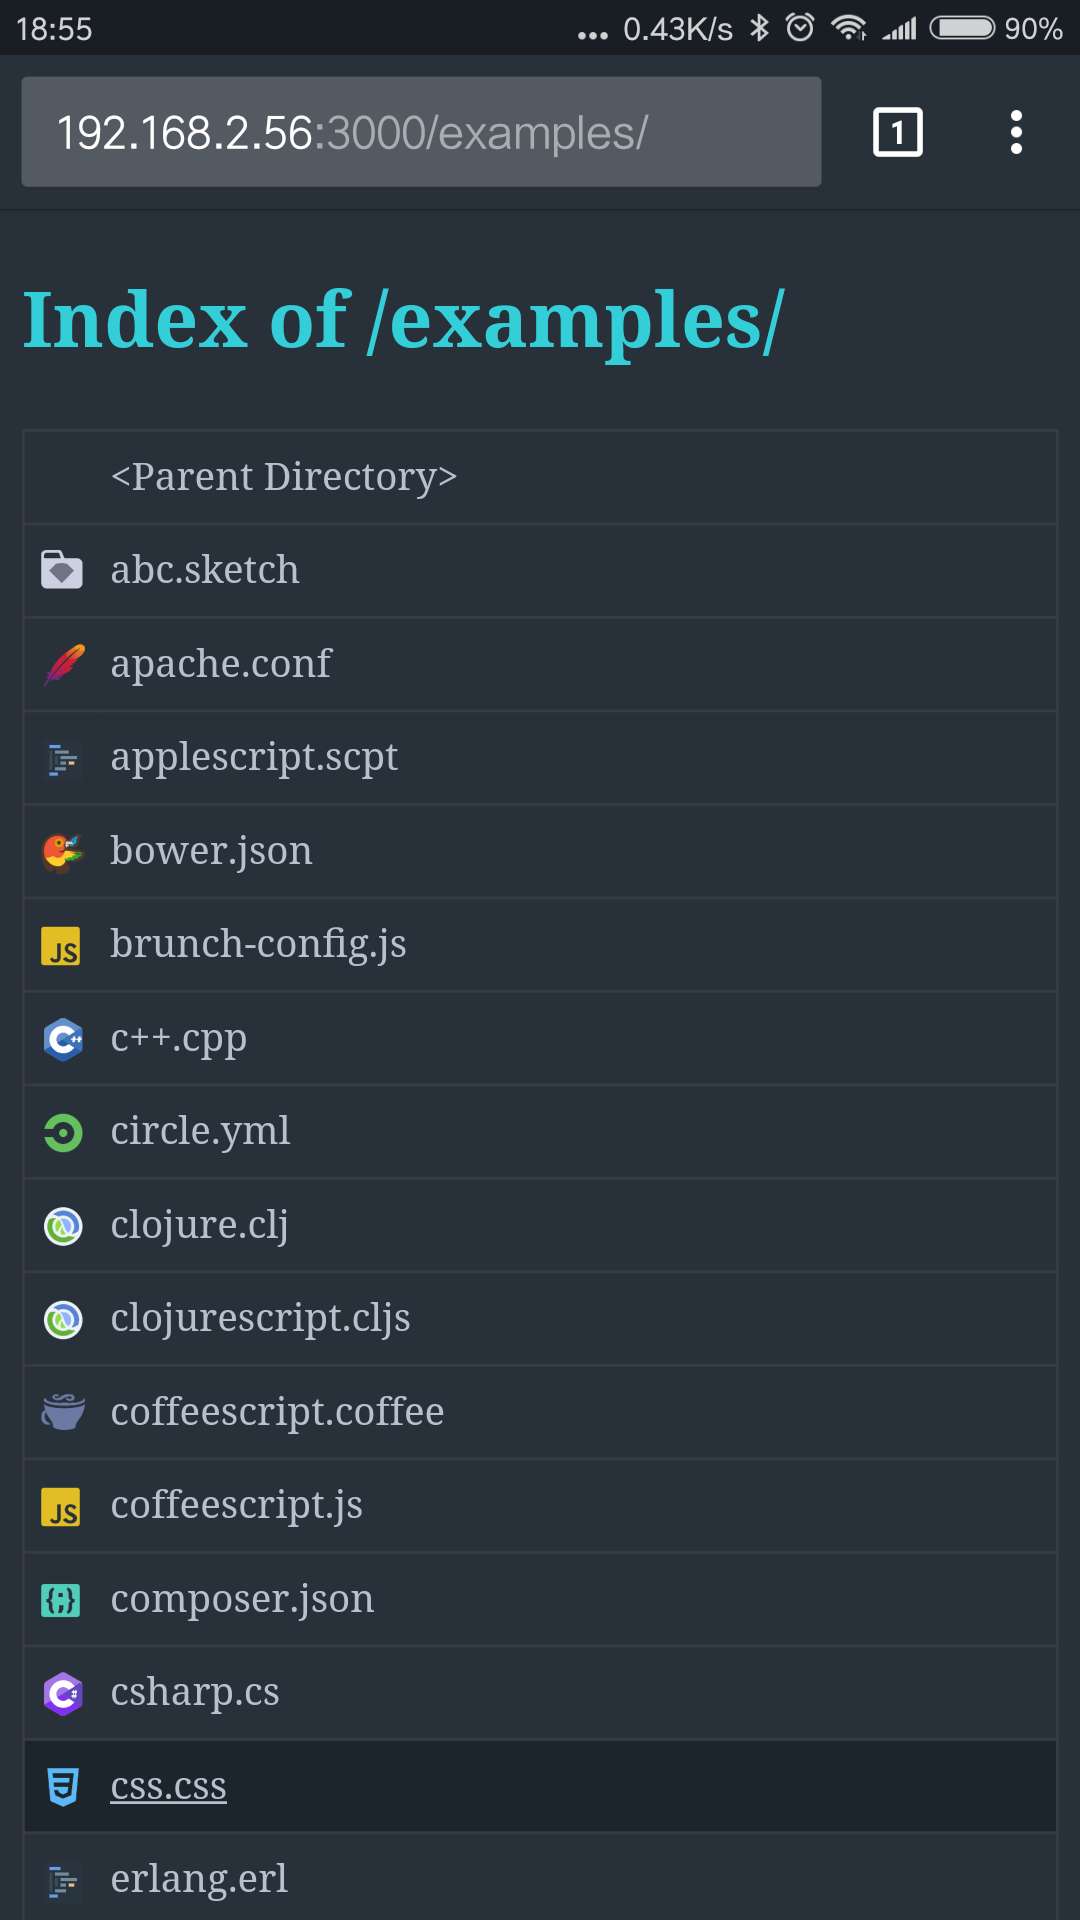 18:55 ... 0.43K/s 90%
192.168.2.56:3000/examples/ 1
Index of /examples/
<Parent Directory>
abc.sketch
apache.conf
applescript.scpt
bower.json
JS brunch-config.js
C++ c++.cpp
circle.yml
clojure.clj
clojurescript.cljs
coffeescript.coffee
JS coffeescript.js
{;} composer.json
C# csharp.cs
css.css
erlang.erl